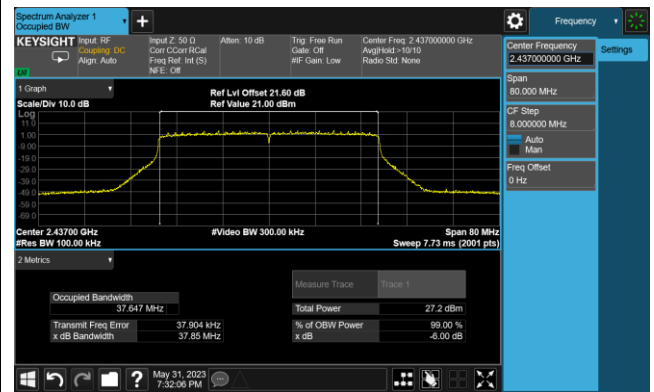 Spectrum Analyzer 1
Occupied BW
Frequency
KEYSIGHT
Input: RF
Coupling: DC
Align: Auto
Input Z: 50 Ω
Corr CCorr RCal
Freq Ref: Int (S)
NFE: Off
Atten: 10 dB
Trig: Free Run
Gate: Off
#IF Gain: Low
Center Freq: 2.437000000 GHz
Avg|Hold:>10/10
Radio Std: None
Center Frequency
2.437000000 GHz
Settings
Span
80.000 MHz
CF Step
8.000000 MHz
Auto
Man
Freq Offset
0 Hz
1 Graph
Scale/Div 10.0 dB
Ref Lvl Offset 21.60 dB
Ref Value 21.00 dBm
Log
11.0
1.00
-9.00
-19.0
-29.0
-39.0
-49.0
-59.0
-69.0
Center 2.43700 GHz
#Res BW 100.00 kHz
#Video BW 300.00 kHz
Span 80 MHz
Sweep 7.73 ms (2001 pts)
2 Metrics
Measure Trace
Trace 1
Occupied Bandwidth
37.647 MHz
Total Power
27.2 dBm
Transmit Freq Error
37.904 kHz
% of OBW Power
99.00 %
x dB Bandwidth
37.85 MHz
x dB
-6.00 dB
?
May 31, 2023
7:32:06 PM